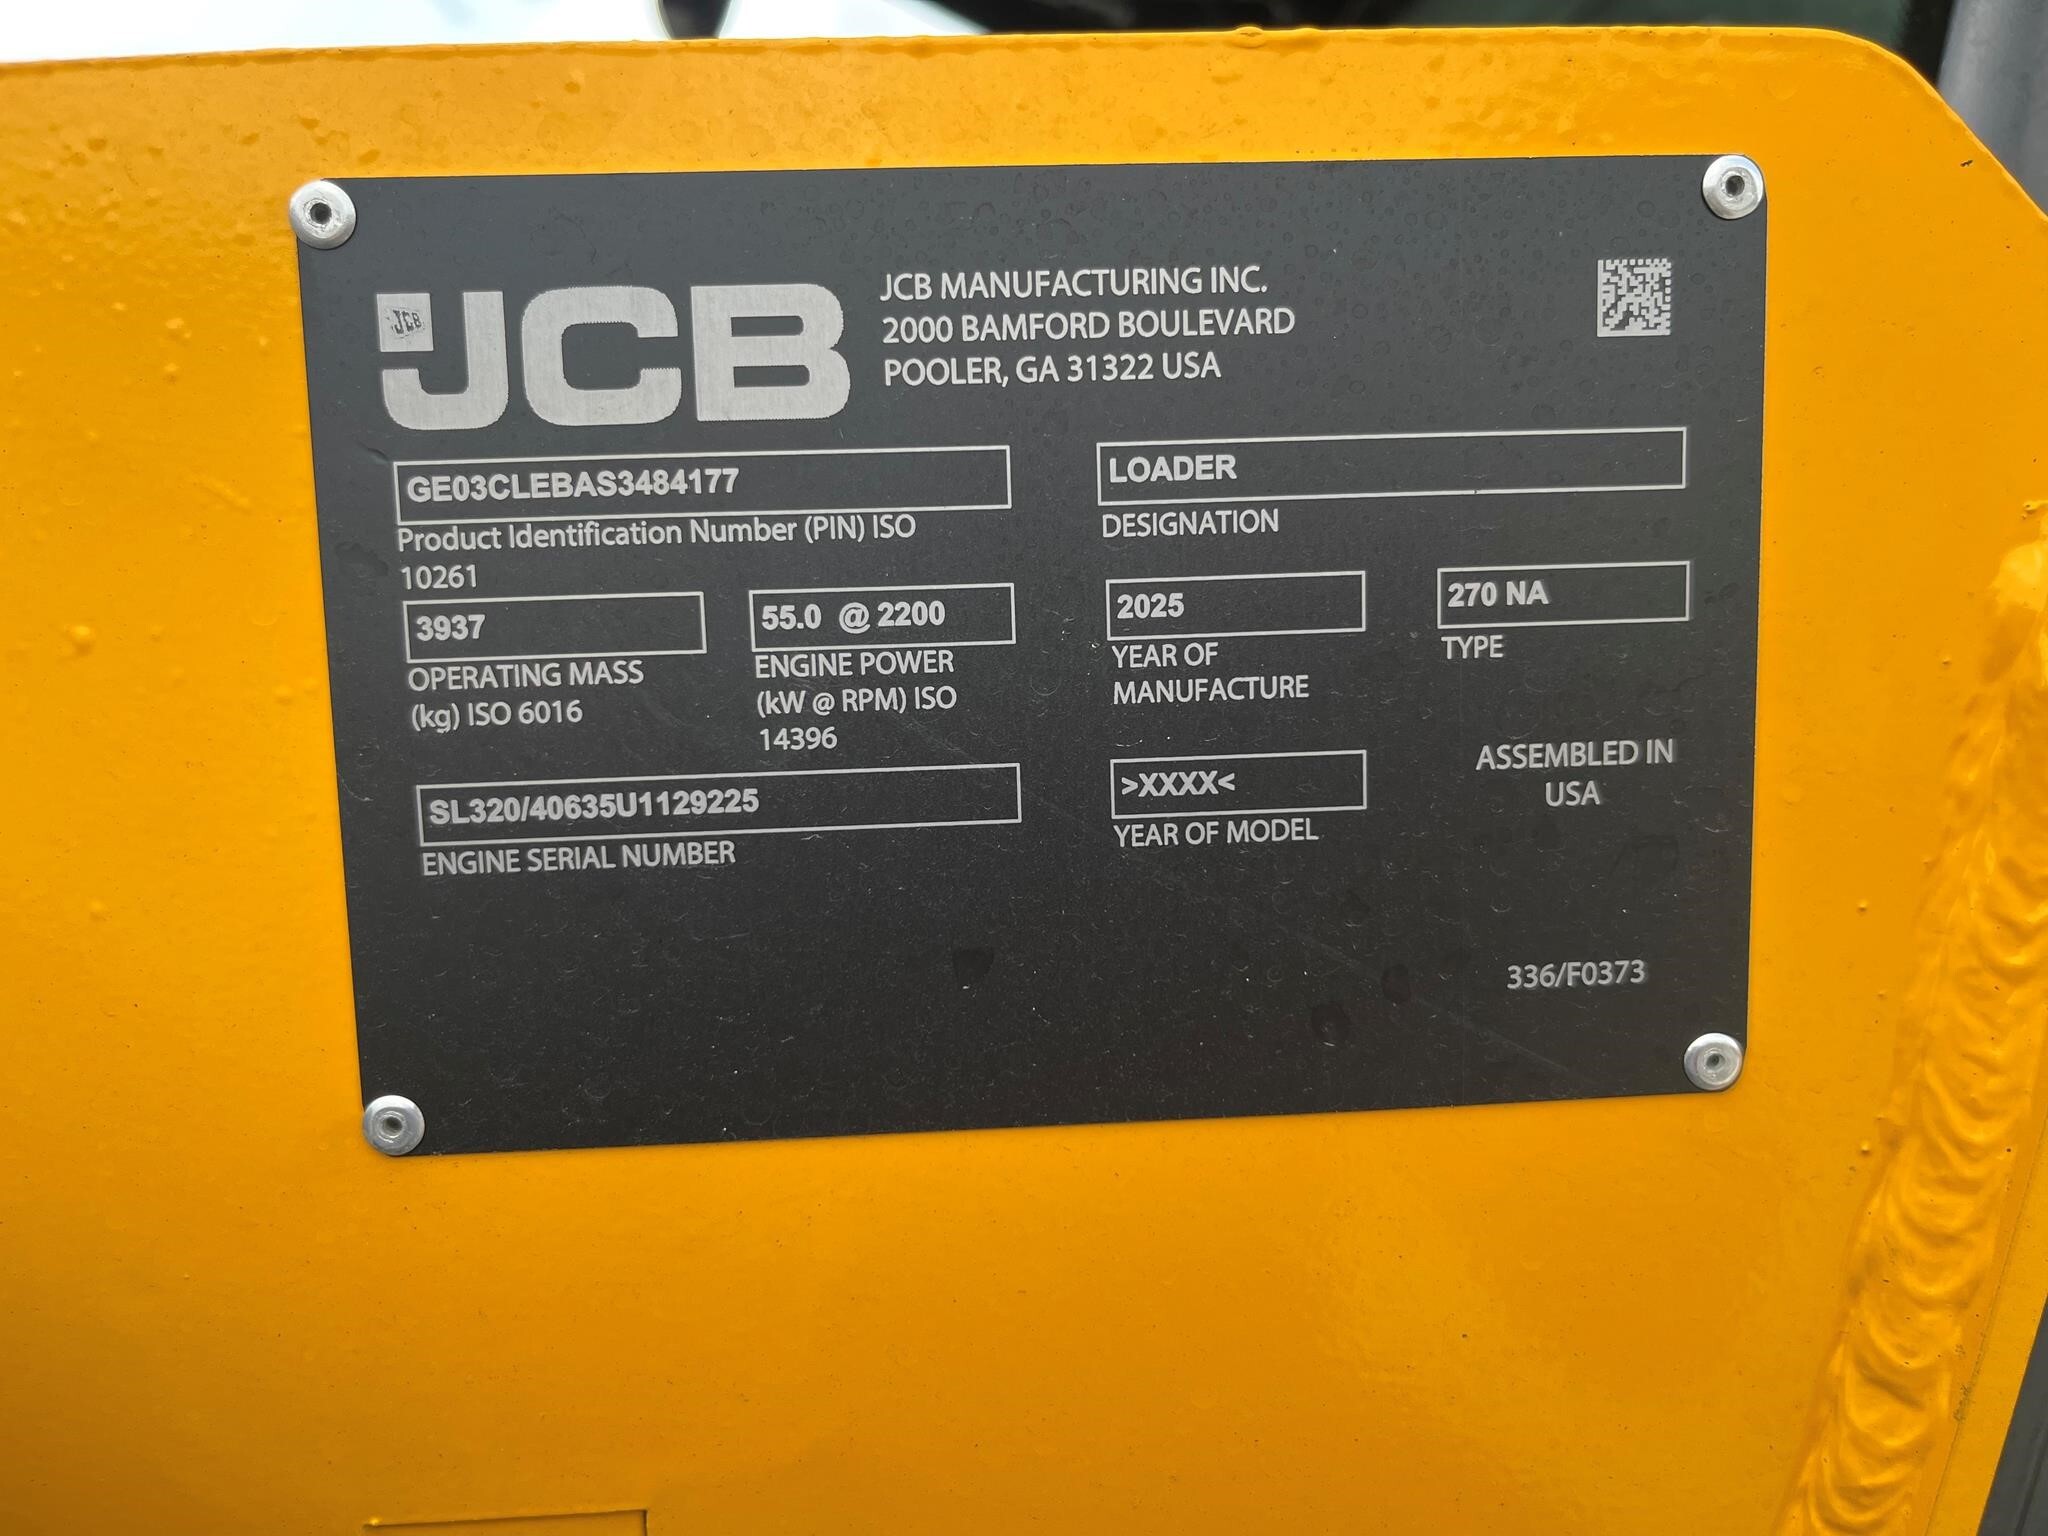 JCB
JCB
JCB MANUFACTURING INC.
2000 BAMFORD BOULEVARD
POOLER, GA 31322 USA
GE03CLEBAS3484177
Product Identification Number (PIN) ISO
10261
LOADER
DESIGNATION
3937
OPERATING MASS
(kg) ISO 6016
55.0 @ 2200
ENGINE POWER
(kW @ RPM) ISO
14396
2025
YEAR OF
MANUFACTURE
270 NA
TYPE
SL320/40635U1129225
ENGINE SERIAL NUMBER
>XXXX<
YEAR OF MODEL
ASSEMBLED IN
USA
336/F0373